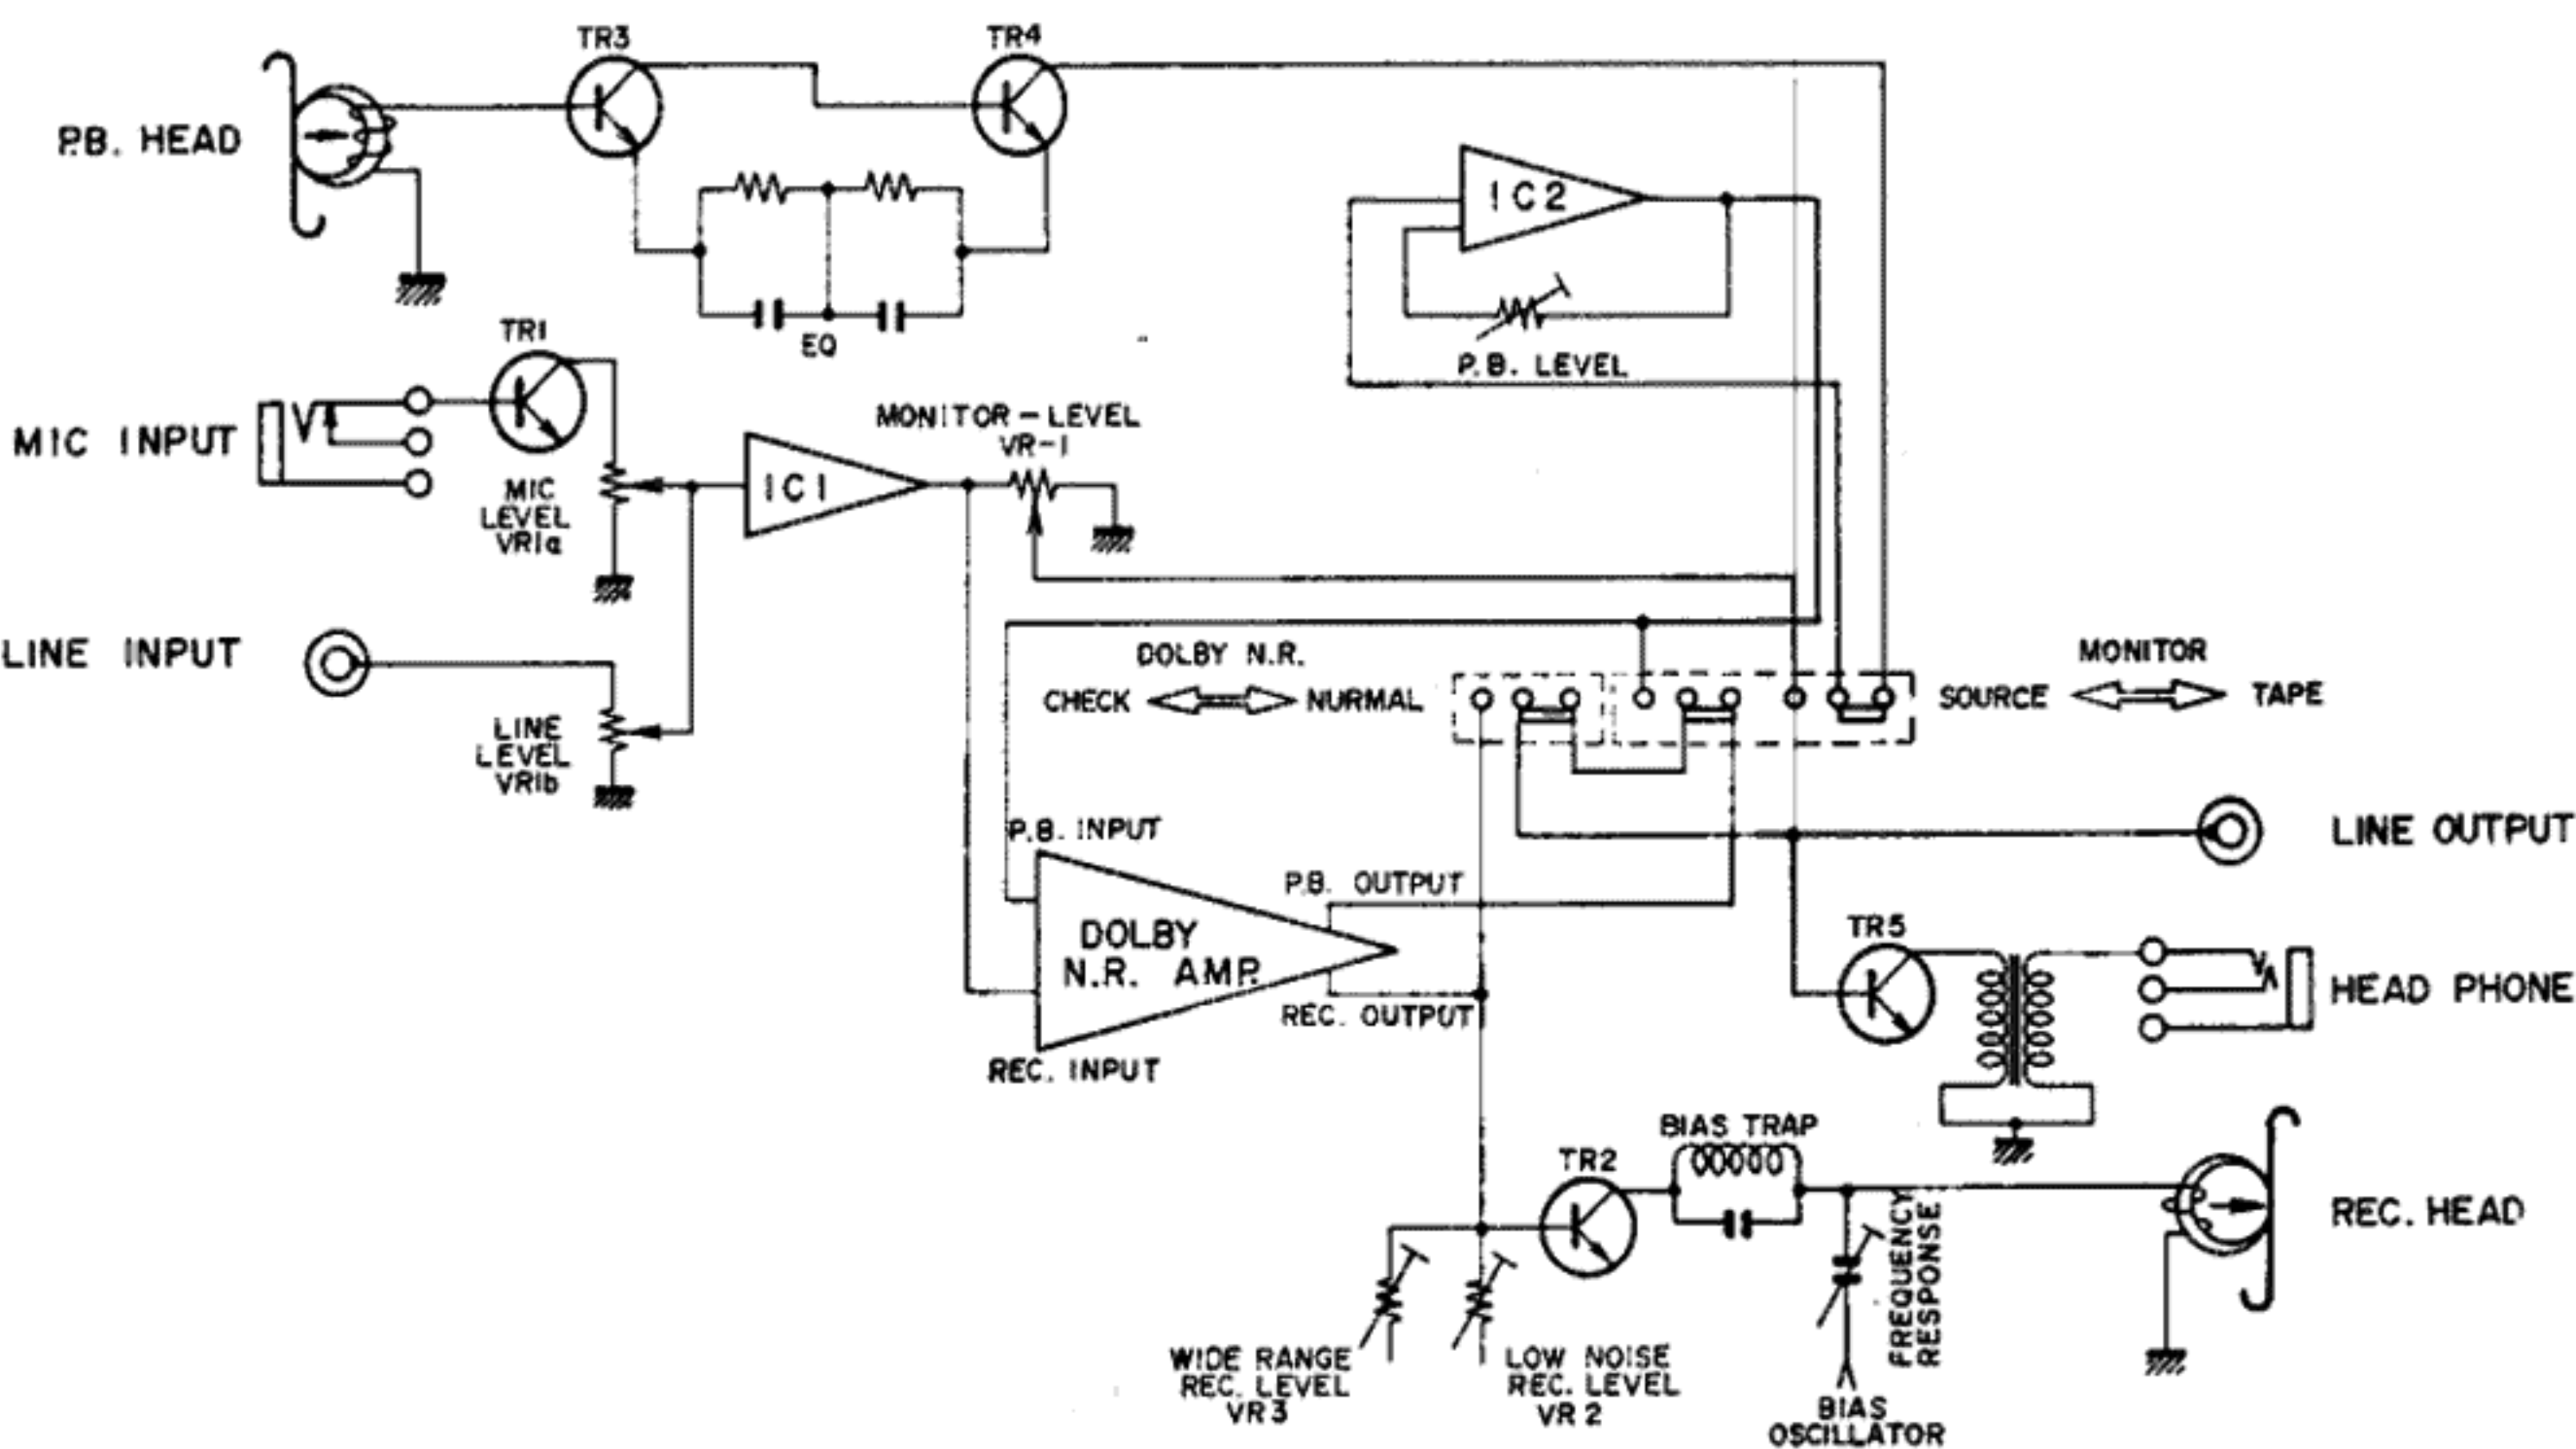 TR3
TR4
P.B. HEAD
IC2
EQ
P.B. LEVEL
TR1
MIC INPUT
MONITOR-LEVEL
VR-1
IC1
MIC
LEVEL
VR1a
LINE INPUT
LINE
LEVEL
VR1b
DOLBY N.R.
CHECK
NURMAL
MONITOR
SOURCE
TAPE
P.B. INPUT
LINE OUTPUT
P.B. OUTPUT
DOLBY
N.R. AMP.
REC. OUTPUT
REC. INPUT
TR5
HEAD PHONE
BIAS TRAP
TR2
REC. HEAD
FREQUENCY
RESPONSE
WIDE RANGE
REC. LEVEL
VR3
LOW NOISE
REC. LEVEL
VR2
BIAS
OSCILLATOR